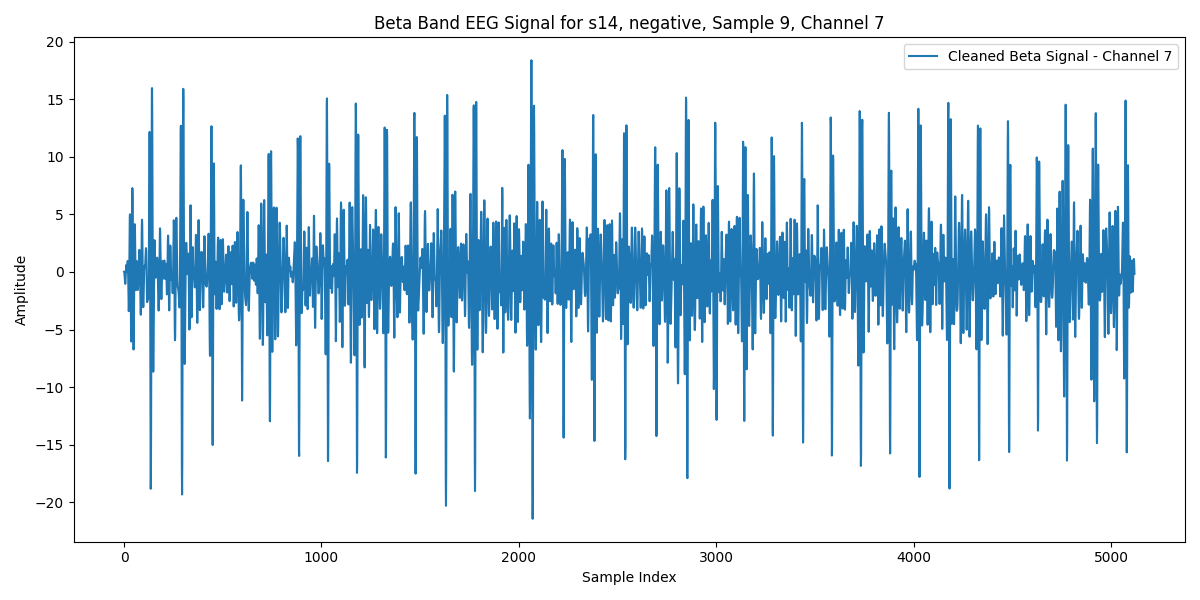 Beta Band EEG Signal for s14, negative, Sample 9, Channel 7
Cleaned Beta Signal - Channel 7
Amplitude
20
15
10
5
0
−5
−10
−15
−20
0 1000 2000 3000 4000 5000
Sample Index